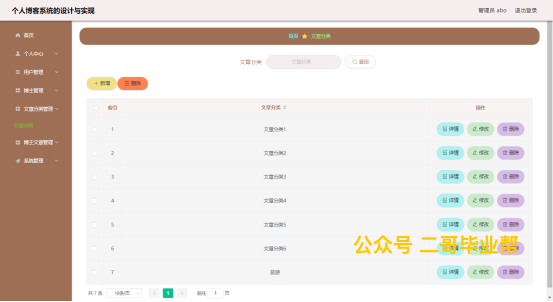 个人博客系统的设计与实现
管理员 abo 退出登录
首页
个人中心
用户管理
博主管理
文章分类管理
文章分类
博主文章管理
系统管理
首页 文章分类
文章分类 文章分类 查询
+ 新增 删除
索引 文章分类 操作
1 文章分类1 详情 修改 删除
2 文章分类2 详情 修改 删除
3 文章分类3 详情 修改 删除
4 文章分类4 详情 修改 删除
5 文章分类5 详情 修改 删除
6 文章分类6 详情 修改 删除
7 旅游 详情 修改 删除
公众号 二哥毕业帮
共 7 条 10条/页 1 前往 1 页